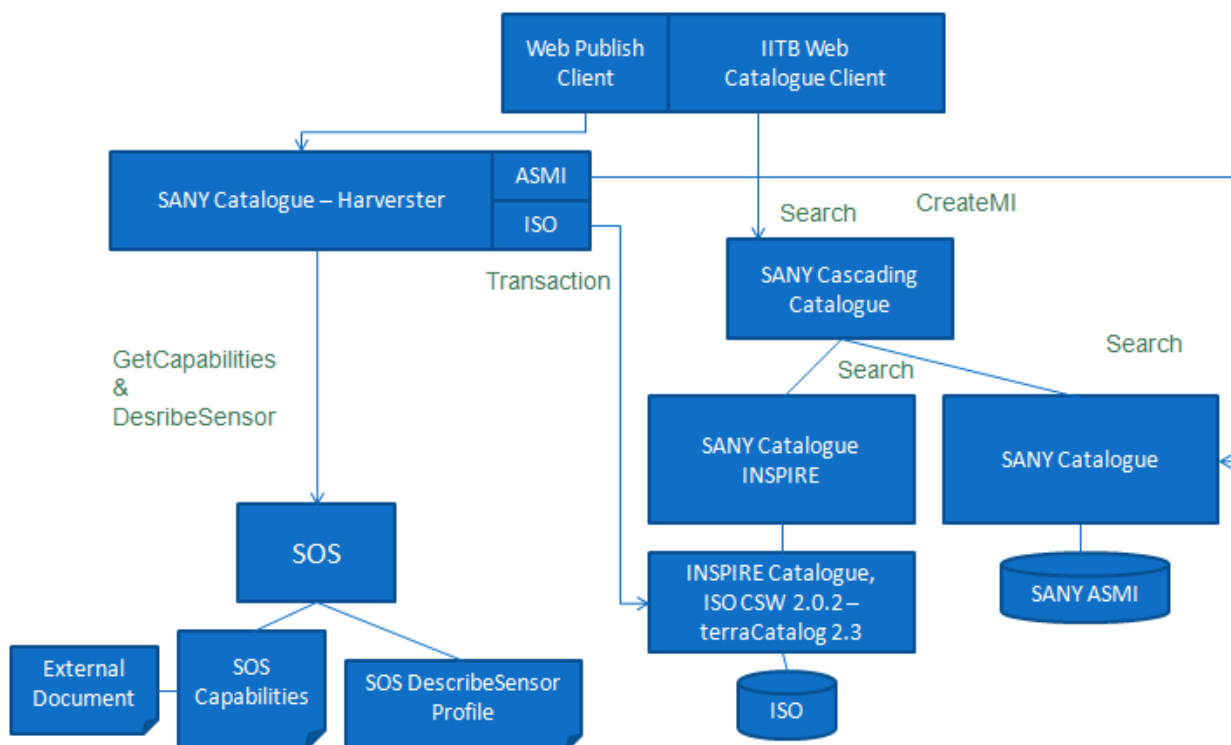 Web Publish
Client
IITB Web
Catalogue Client
SANY Catalogue – Harverster
ASMI
ISO
CreateMI
Search
Transaction
SANY Cascading
Catalogue
GetCapabilities
&
DesribeSensor
Search
Search
SANY Catalogue
INSPIRE
SANY Catalogue
SOS
INSPIRE Catalogue,
ISO CSW 2.0.2 –
terraCatalog 2.3
SANY ASMI
External
Document
SOS
Capabilities
SOS DescribeSensor
Profile
ISO